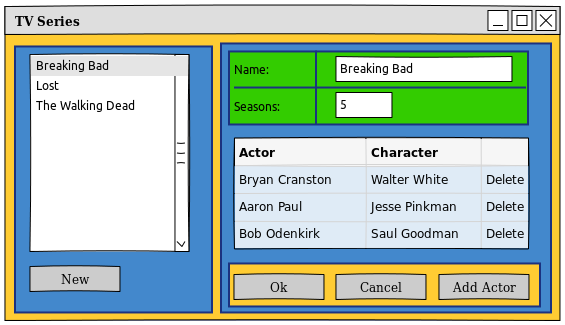 TV Series
Breaking Bad
Lost
The Walking Dead
New
Name: Breaking Bad
Seasons: 5
Actor Character
Bryan Cranston Walter White Delete
Aaron Paul Jesse Pinkman Delete
Bob Odenkirk Saul Goodman Delete
Ok Cancel Add Actor